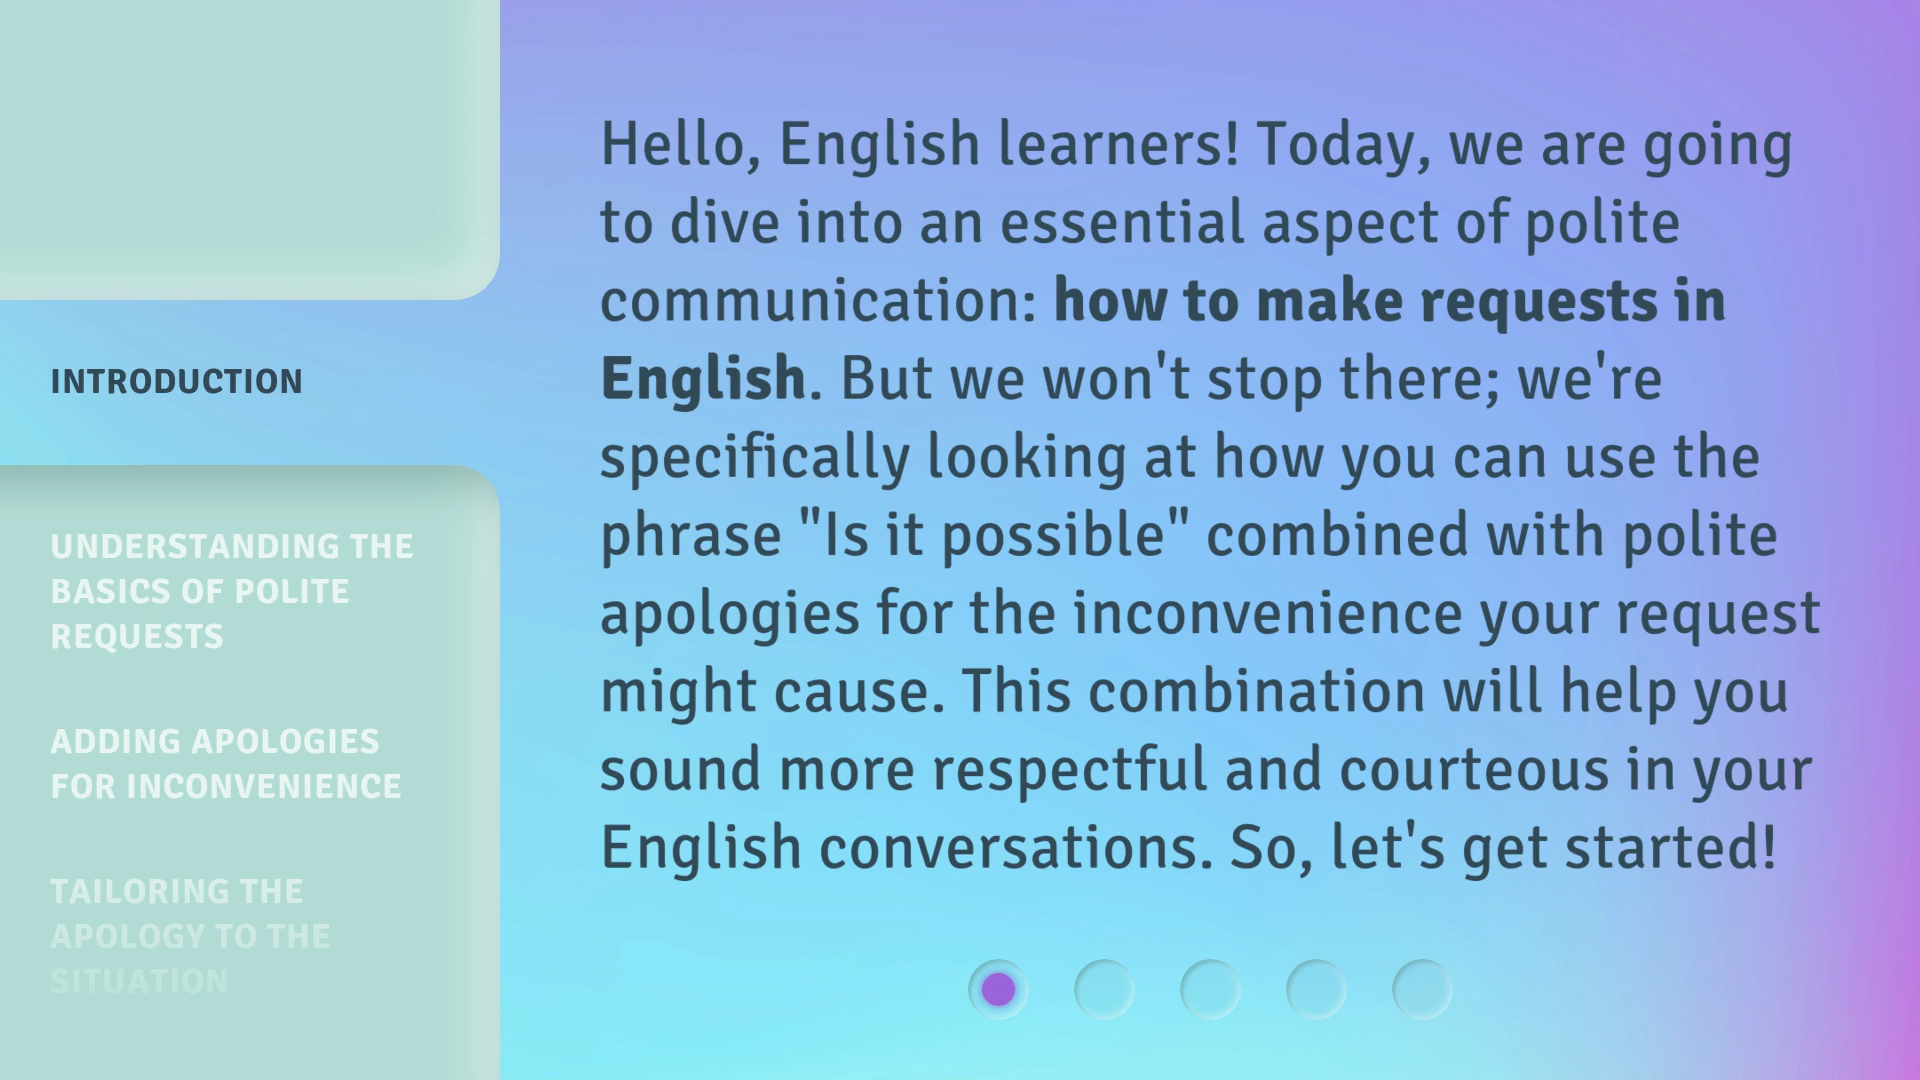 INTRODUCTION
UNDERSTANDING THE
BASICS OF POLITE
REQUESTS
ADDING APOLOGIES
FOR INCONVENIENCE
TAILORING THE
APOLOGY TO THE
SITUATION
Hello, English learners! Today, we are going
to dive into an essential aspect of polite
communication: how to make requests in
English. But we won't stop there; we're
specifically looking at how you can use the
phrase "Is it possible" combined with polite
apologies for the inconvenience your request
might cause. This combination will help you
sound more respectful and courteous in your
English conversations. So, let's get started!